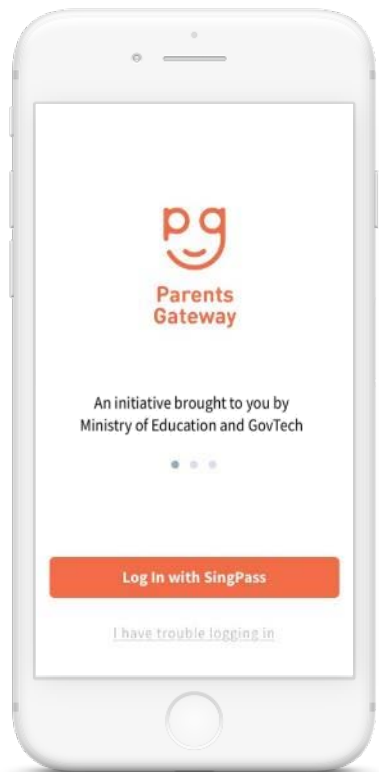 pg
Parents
Gateway
An initiative brought to you by
Ministry of Education and GovTech
Log In with SingPass
I have trouble logging in